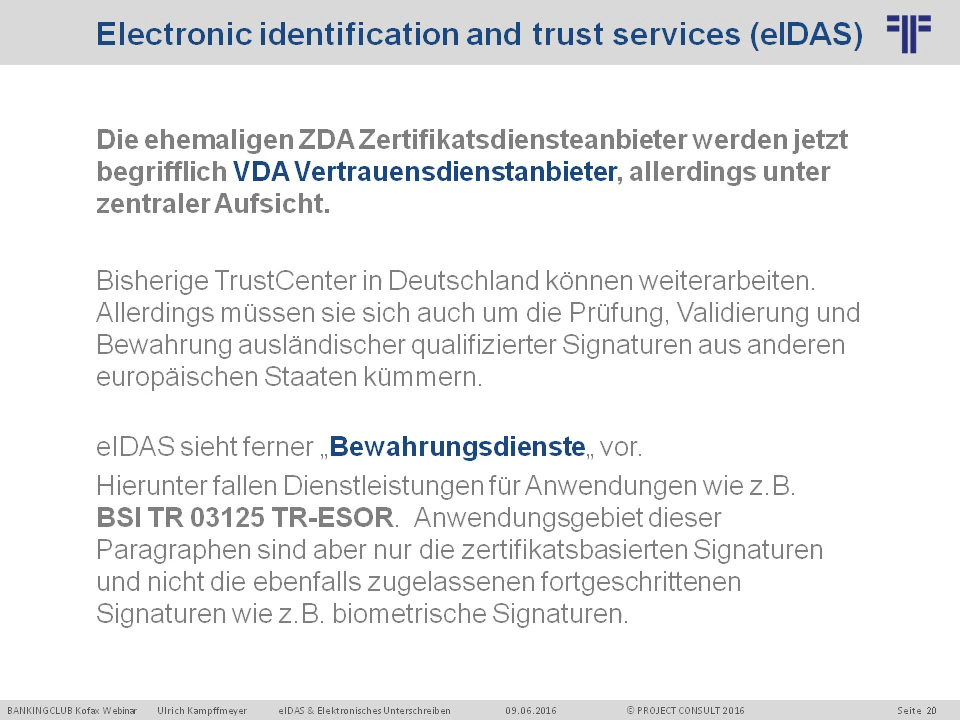 Electronic identification and trust services (eIDAS)
Die ehemaligen ZDA Zertifikatsdiensteanbieter werden jetzt
begrifflich VDA Vertrauensdienstanbieter, allerdings unter
zentraler Aufsicht.
Bisherige TrustCenter in Deutschland können weiterarbeiten.
Allerdings müssen sie sich auch um die Prüfung, Validierung und
Bewahrung ausländischer qualifizierter Signaturen aus anderen
europäischen Staaten kümmern.
eIDAS sieht ferner „Bewahrungsdienste„ vor.
Hierunter fallen Dienstleistungen für Anwendungen wie z.B.
BSI TR 03125 TR-ESOR. Anwendungsgebiet dieser
Paragraphen sind aber nur die zertifikatsbasierten Signaturen
und nicht die ebenfalls zugelassenen fortgeschrittenen
Signaturen wie z.B. biometrische Signaturen.
BANKINGCLUB Kofax Webinar Ulrich Kampffmeyer eIDAS & Elektronisches Unterschreiben 09.06.2016 © PROJECT CONSULT 2016 Seite 20